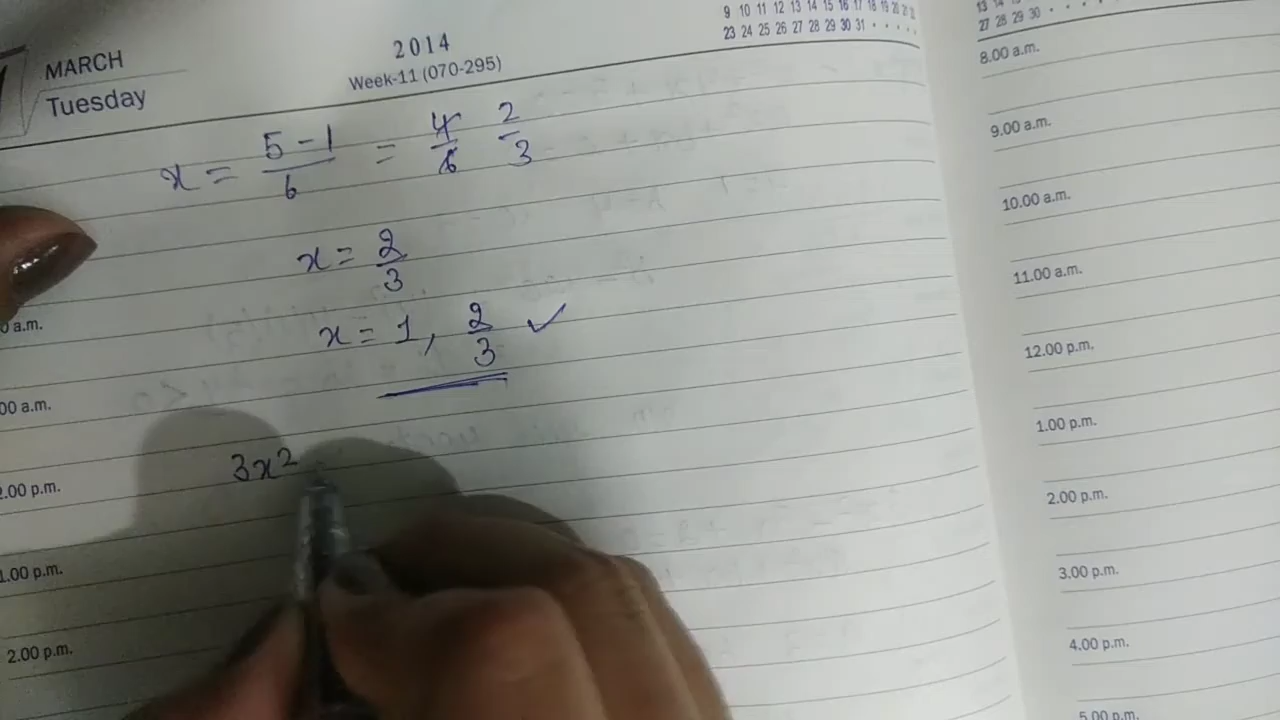 MARCH
Tuesday
2014
Week-11 (070-295)
9 10 11 12 13 14 15 16 17 18 19 20 21 22
23 24 25 26 27 28 29 30 31
27 28 29 30
x = 5 - 1 / 6 = 4/6 2/3
x = 2/3
x = 1, 2/3 ✓
3x²
00 a.m.
2.00 p.m.
1.00 p.m.
2.00 p.m.
8.00 a.m.
9.00 a.m.
10.00 a.m.
11.00 a.m.
12.00 p.m.
1.00 p.m.
2.00 p.m.
3.00 p.m.
4.00 p.m.
5.00 p.m.